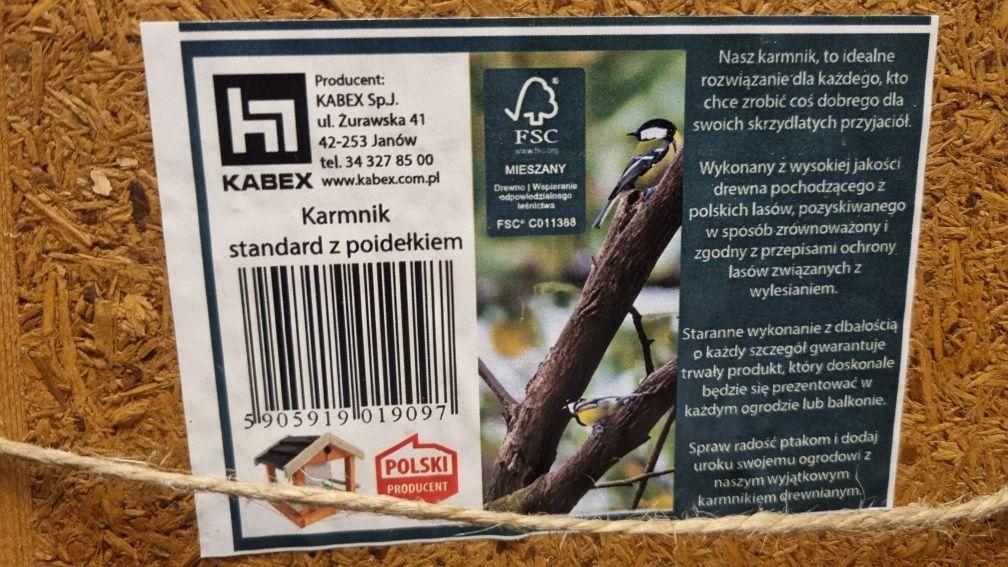 Producent:
KABEX Sp.J.
ul. Żurawska 41
42-253 Janów
tel. 34 327 85 00
www.kabex.com.pl
KABEX
Karmnik
standard z poidełkiem
5 905919 019097
POLSKI
PRODUCENT
FSC
www.fsc.org
MIESZANY
Drewno | Wspieranie
odpowiedzialnego
leśnictwa
FSC® C011388
Nasz karmnik, to idealne
rozwiązanie dla każdego, kto
chce zrobić coś dobrego dla
swoich skrzydlatych przyjaciół.
Wykonany z wysokiej jakości
drewna pochodzącego z
polskich lasów, pozyskiwanego
w sposób zrównoważony i
zgodny z przepisami ochrony
lasów związanych z
wylesianiem.
Staranne wykonanie z dbałością
o każdy szczegół gwarantuje
trwały produkt, który doskonale
będzie się prezentować w
każdym ogrodzie lub balkonie.
Spraw radość ptakom i dodaj
uroku swojemu ogrodowi z
naszym wyjątkowym
karmnikiem drewnianym.